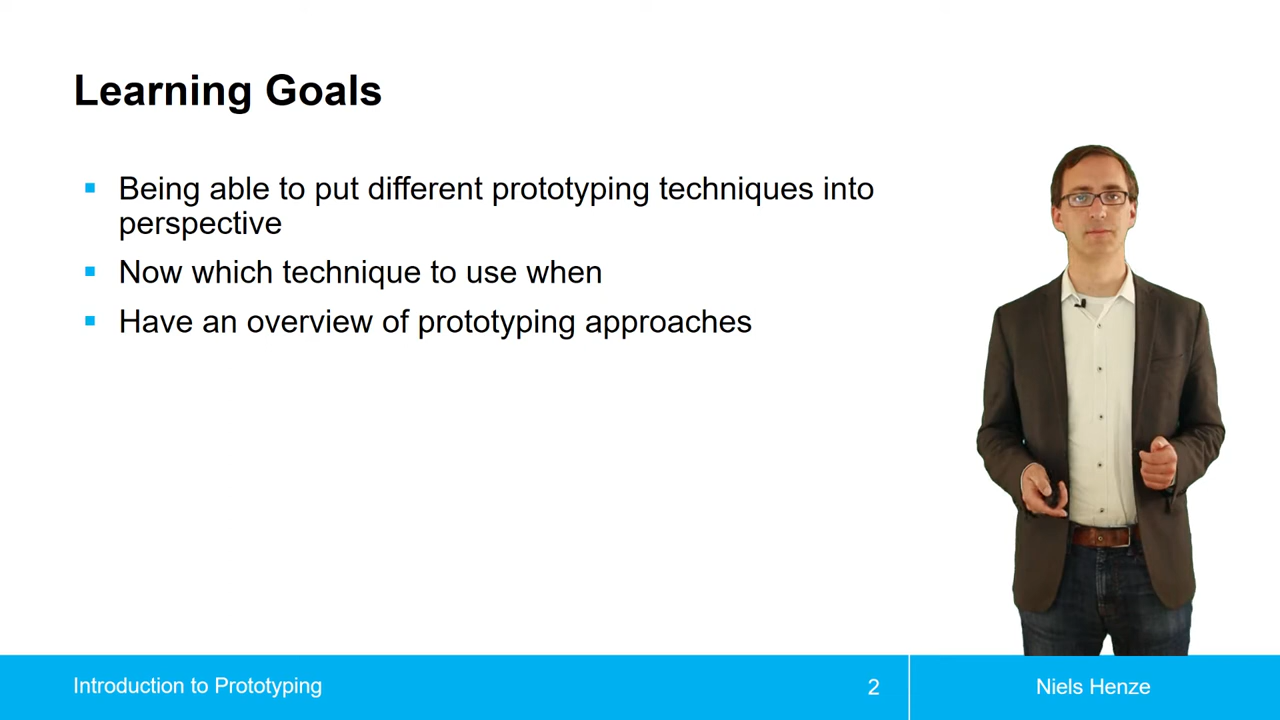 Learning Goals
Being able to put different prototyping techniques into
perspective
Now which technique to use when
Have an overview of prototyping approaches
Introduction to Prototyping
2
Niels Henze